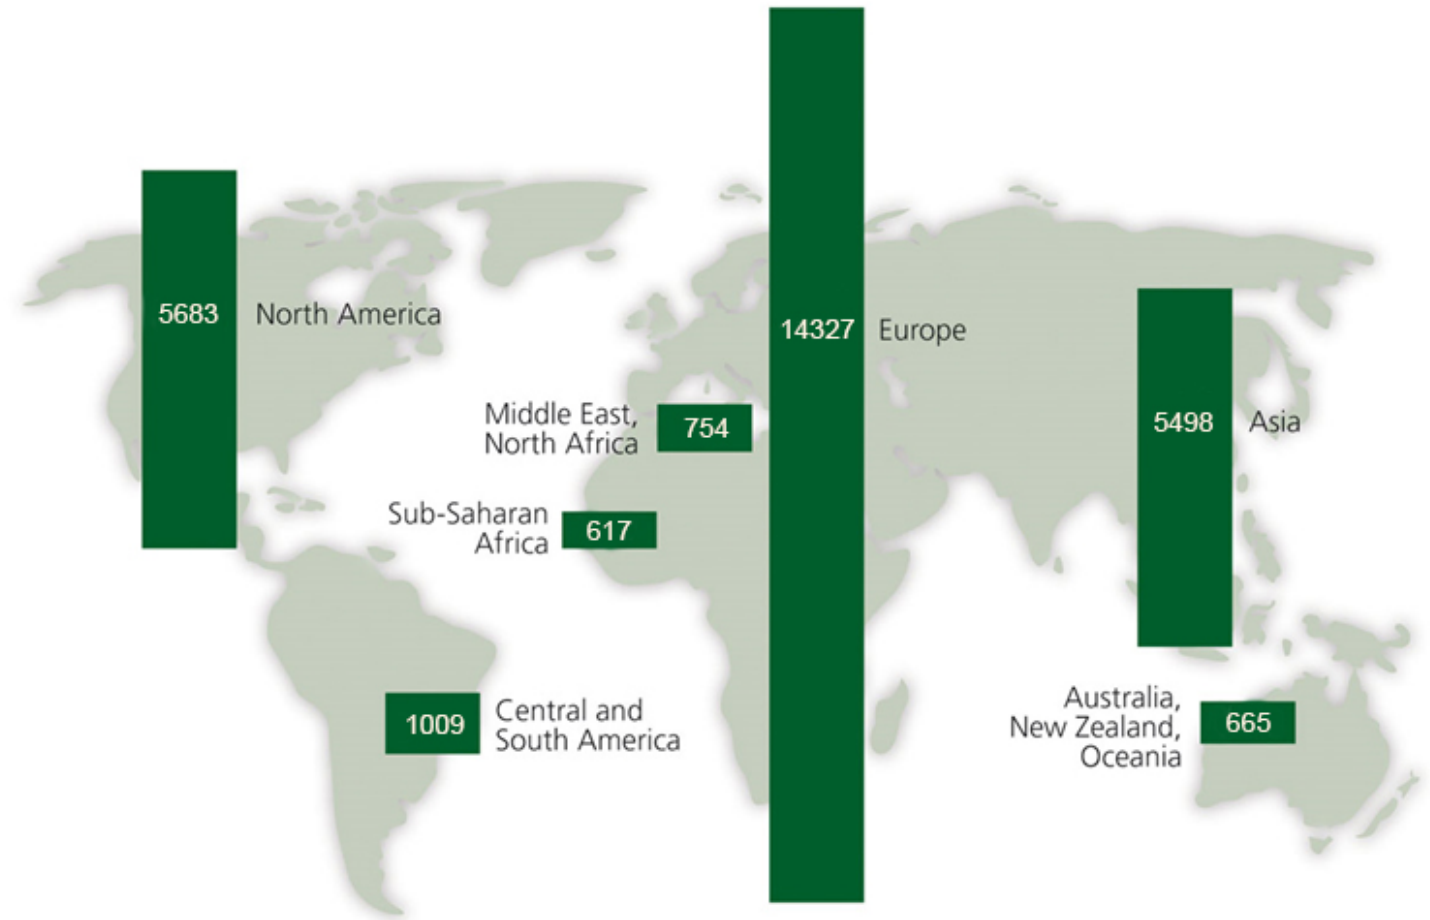 5683
North America
14327
Europe
5498
Asia
Middle East,
North Africa
754
Sub-Saharan
Africa
617
1009
Central and
South America
Australia,
New Zealand,
Oceania
665